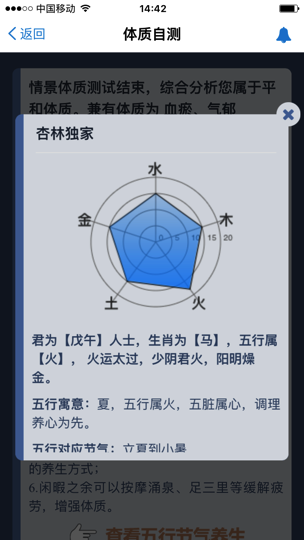 中国移动
14:42
返回
体质自测
情景体质测试结束，综合分析您属于平
和体质。兼有体质为 血瘀、气郁
杏林独家
水
金
木
0 5 10 15 20
土
火
君为【戊午】人士，生肖为【马】，五行属
【火】， 火运太过，少阴君火，阳明燥
金。
五行寓意：夏，五行属火，五脏属心，调理
养心为先。
五行对应节气：立夏到小暑
的养生方式；
6.闲暇之余可以按摩涌泉、足三里等缓解疲
劳，增强体质。
查看五行节气养生